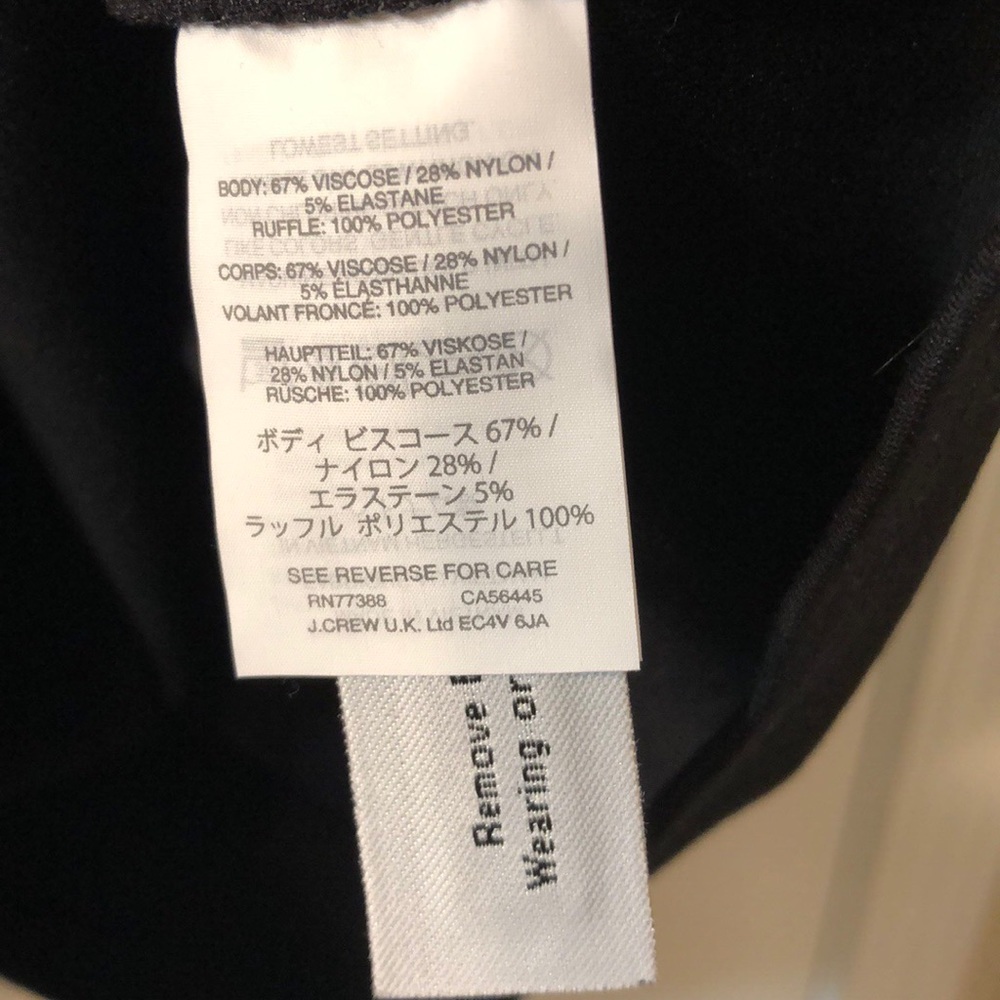 BODY: 67% VISCOSE / 28% NYLON /
5% ELASTANE
RUFFLE: 100% POLYESTER
CORPS: 67% VISCOSE / 28% NYLON /
5% ÉLASTHANNE
VOLANT FRONCÉ: 100% POLYESTER
HAUPTTEIL: 67% VISKOSE /
28% NYLON / 5% ELASTAN
RÜSCHE: 100% POLYESTER
ボディ ビスコース 67% /
ナイロン 28% /
エラステーン 5%
ラッフル ポリエステル 100%
SEE REVERSE FOR CARE
RN77388 CA56445
J.CREW U.K. Ltd EC4V 6JA
Remove
Wearing or